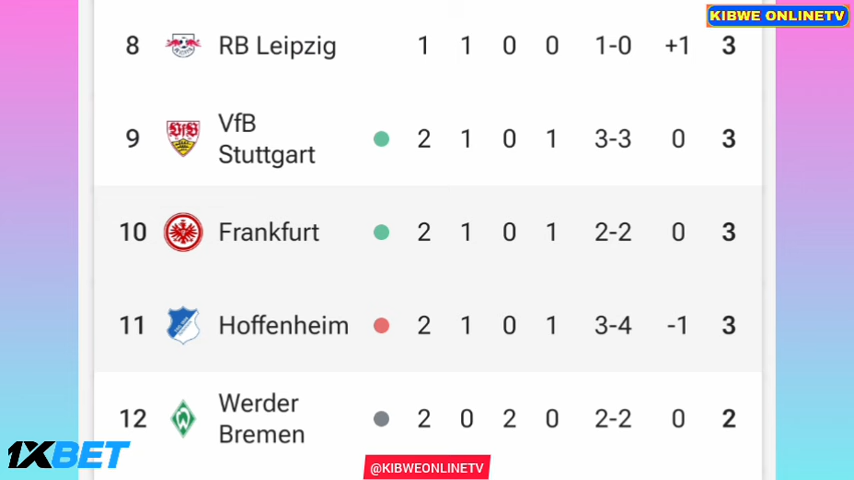 KIBWE ONLINETV
8 RB Leipzig 1 1 0 0 1-0 +1 3
9 VfB Stuttgart 2 1 0 1 3-3 0 3
10 Frankfurt 2 1 0 1 2-2 0 3
11 Hoffenheim 2 1 0 1 3-4 -1 3
12 Werder Bremen 2 0 2 0 2-2 0 2
1XBET
@KIBWEONLINETV